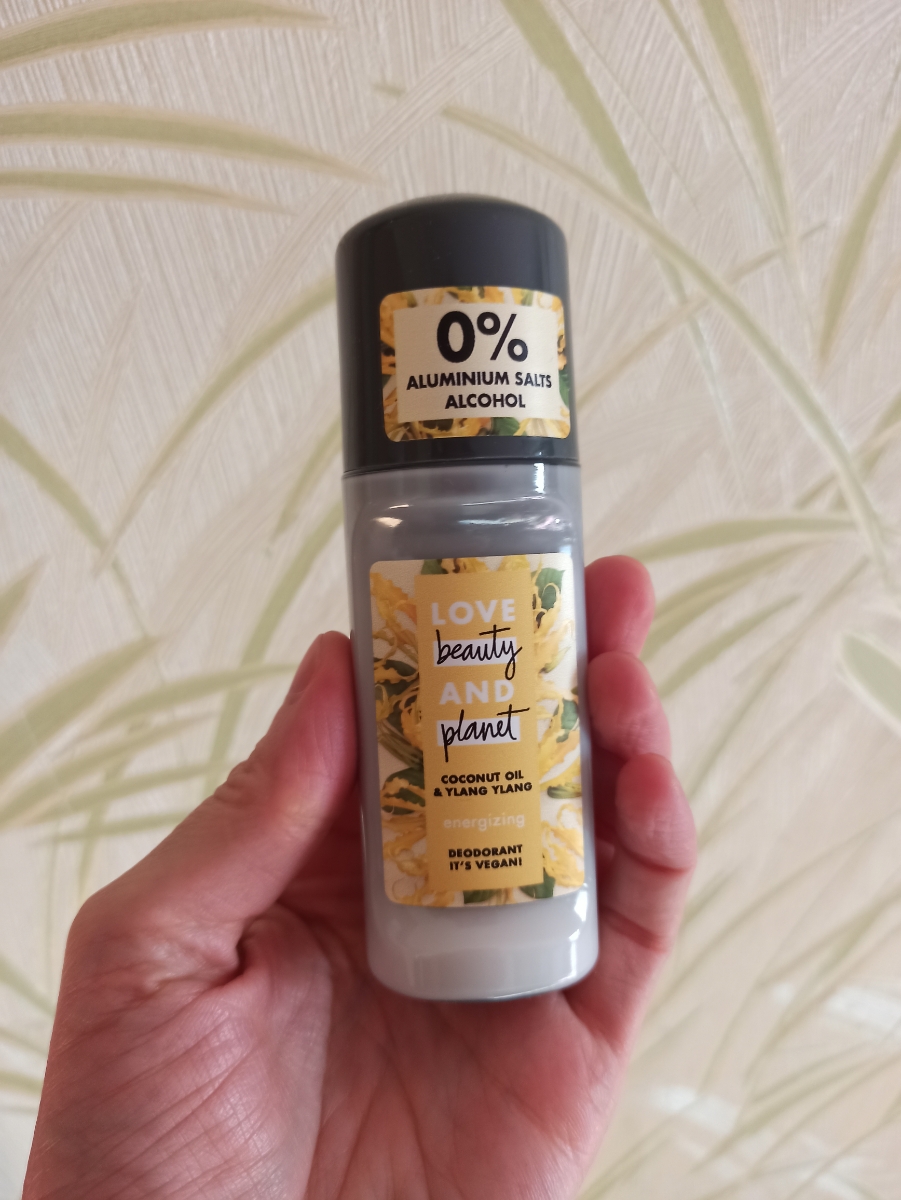 0%
ALUMINIUM SALTS
ALCOHOL
LOVE
beauty
AND
planet
COCONUT OIL
& YLANG YLANG
energizing
DEODORANT
IT'S VEGAN!